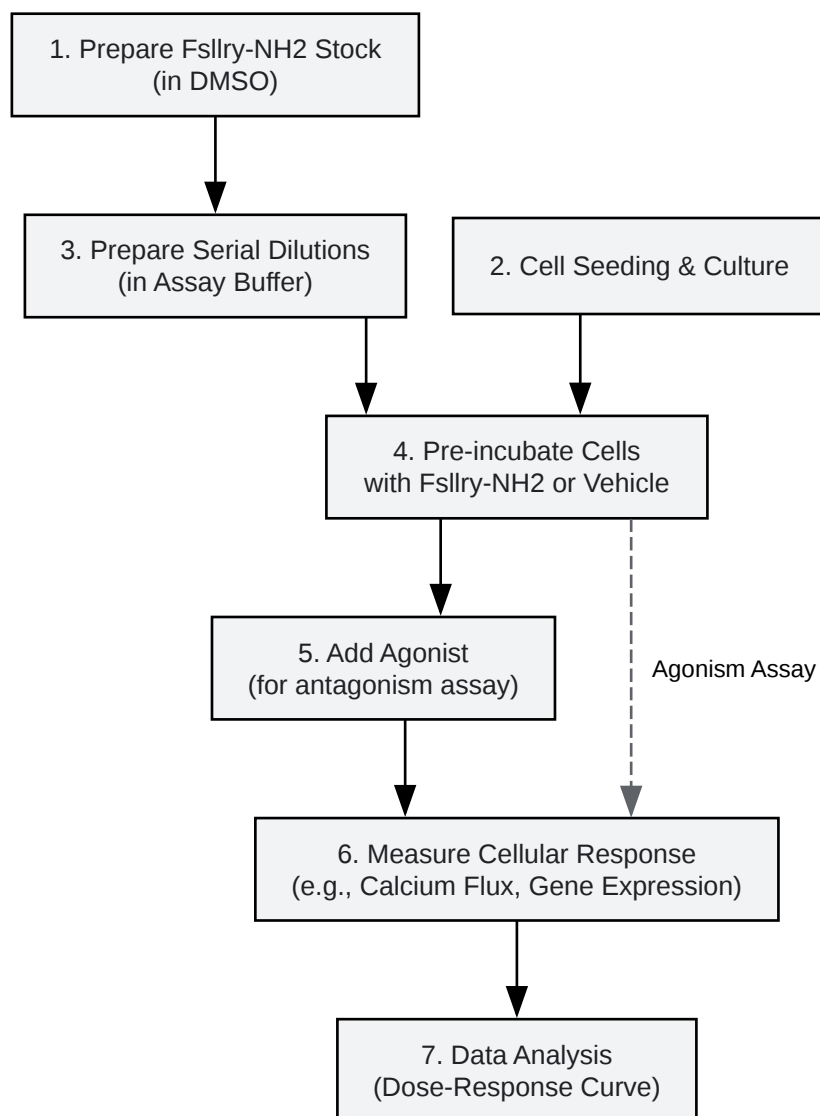 1. Prepare Fsllry-NH2 Stock
(in DMSO)
3. Prepare Serial Dilutions
(in Assay Buffer)
2. Cell Seeding & Culture
4. Pre-incubate Cells
with Fsllry-NH2 or Vehicle
5. Add Agonist
(for antagonism assay)
Agonism Assay
6. Measure Cellular Response
(e.g., Calcium Flux, Gene Expression)
7. Data Analysis
(Dose-Response Curve)